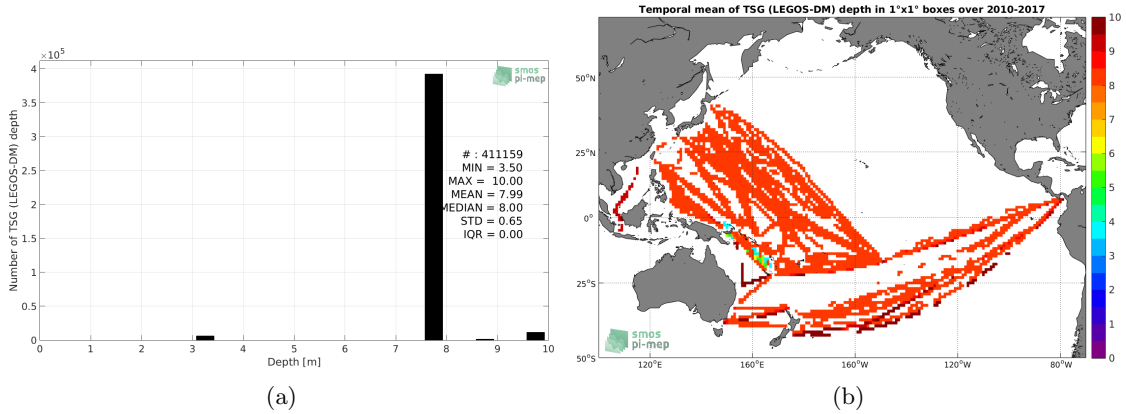 Temporal mean of TSG (LEGOS-DM) depth in 1°x1° boxes over 2010-2017
×10⁵
4
3.5
3
2.5
2
1.5
1
0.5
0
Number of TSG (LEGOS-DM) depth
smos
pi-mep
# : 411159
MIN = 3.50
MAX = 10.00
MEAN = 7.99
MEDIAN = 8.00
STD = 0.65
IQR = 0.00
0 1 2 3 4 5 6 7 8 9 10
Depth [m]
(a)
50°N
25°N
0°
25°S
50°S
smos
pi-mep
120°E 160°E 160°W 120°W 80°W
10
9
8
7
6
5
4
3
2
1
0
(b)